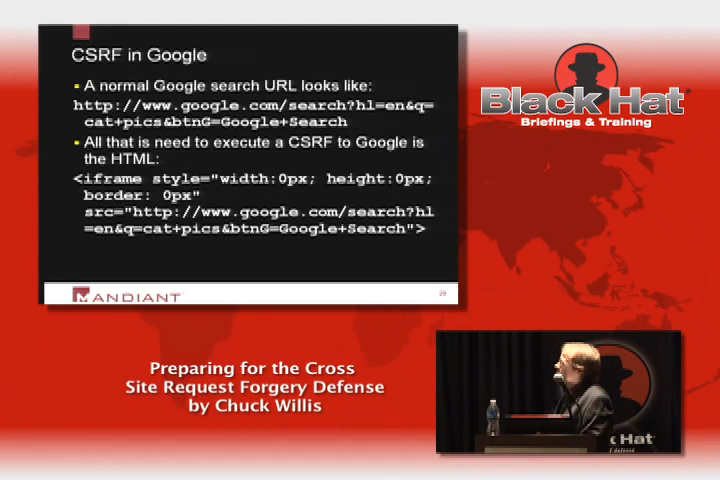 CSRF in Google
A normal Google search URL looks like:
http://www.google.com/search?hl=en&q=
cat+pics&btnG=Google+Search
All that is need to execute a CSRF to Google is
the HTML:
<iframe style="width:0px; height:0px;
border: 0px"
src="http://www.google.com/search?hl
=en&q=cat+pics&btnG=Google+Search">
MANDIANT
29
Black Hat
Briefings & Training
Preparing for the Cross
Site Request Forgery Defense
by Chuck Willis
k Hat